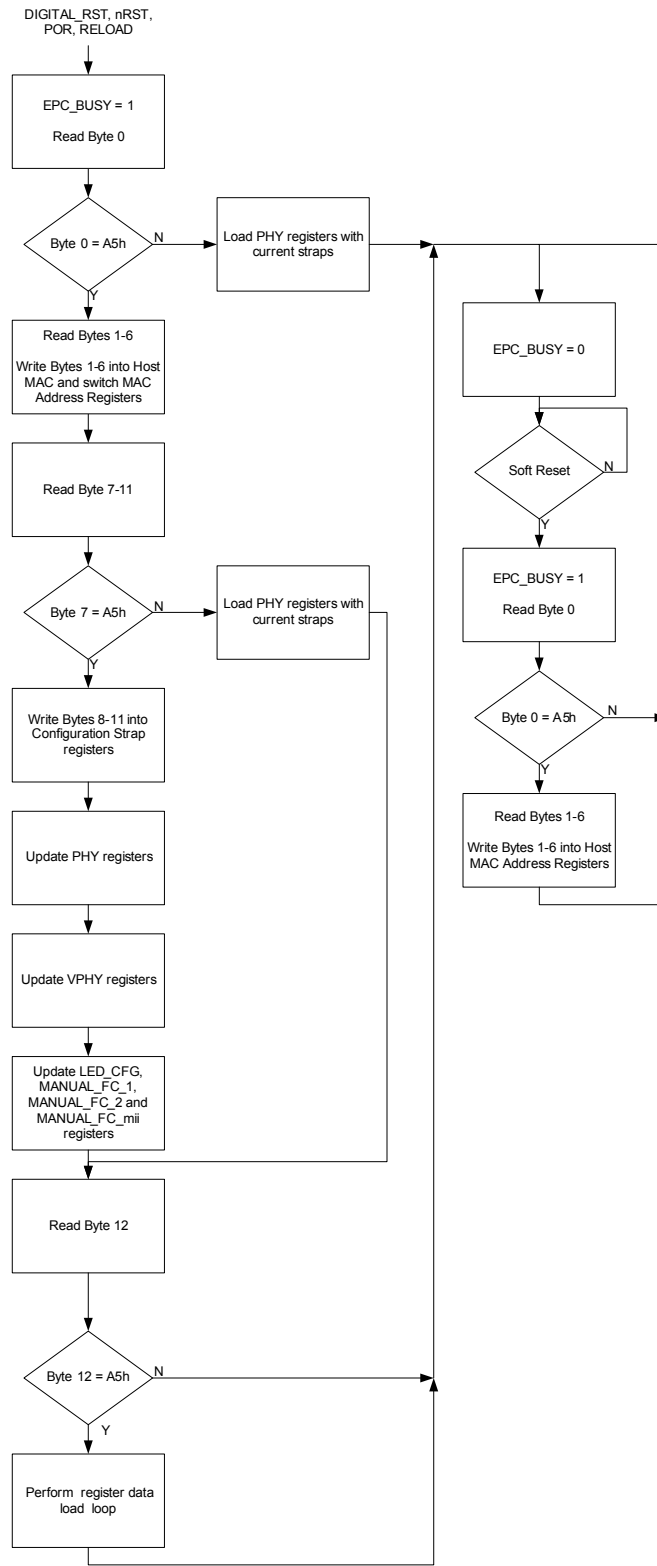 DIGITAL_RST, nRST,
POR, RELOAD
EPC_BUSY = 1
Read Byte 0
Byte 0 = A5h
N
Y
Load PHY registers with
current straps
Read Bytes 1-6
Write Bytes 1-6 into Host
MAC and switch MAC
Address Registers
Read Byte 7-11
Byte 7 = A5h
N
Y
Load PHY registers with
current straps
Write Bytes 8-11 into
Configuration Strap
registers
Update PHY registers
Update VPHY registers
Update LED_CFG,
MANUAL_FC_1,
MANUAL_FC_2 and
MANUAL_FC_mii
registers
Read Byte 12
Byte 12 = A5h
N
Y
Perform register data
load loop
EPC_BUSY = 0
Soft Reset
N
Y
EPC_BUSY = 1
Read Byte 0
Byte 0 = A5h
N
Y
Read Bytes 1-6
Write Bytes 1-6 into Host
MAC Address Registers